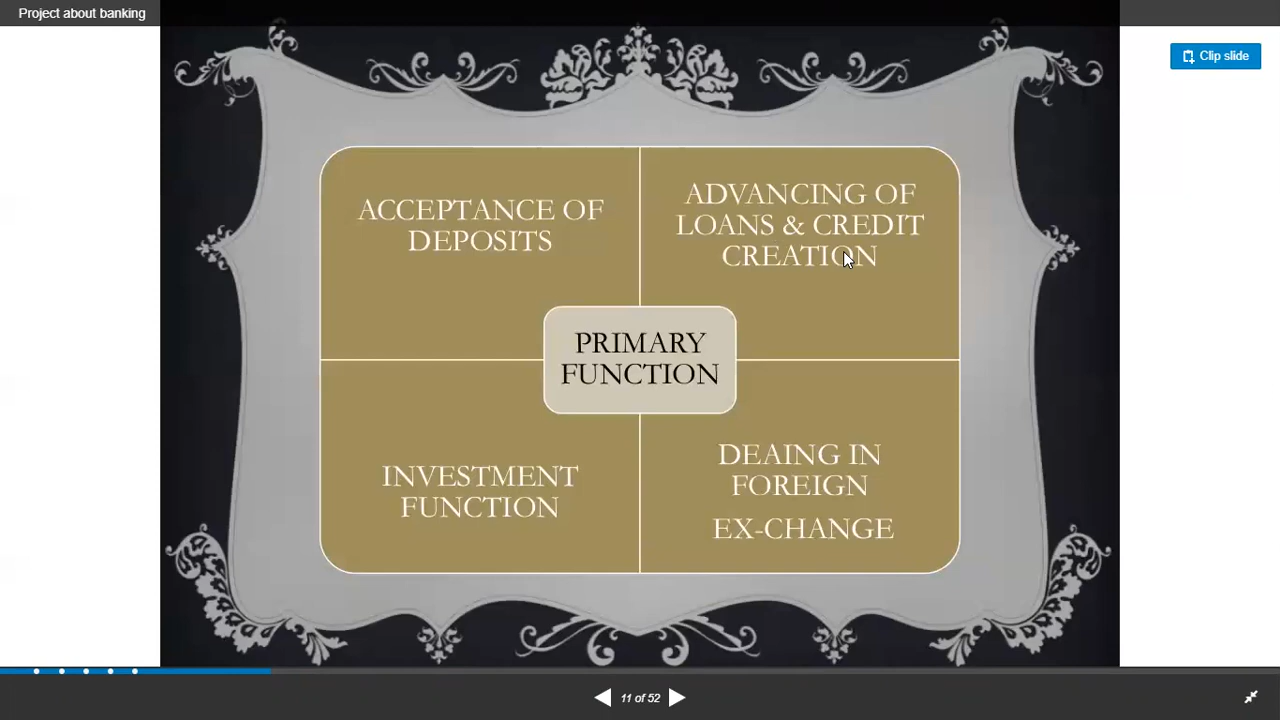 Project about banking
Clip slide
ACCEPTANCE OF
DEPOSITS
ADVANCING OF
LOANS & CREDIT
CREATION
PRIMARY
FUNCTION
INVESTMENT
FUNCTION
DEAING IN
FOREIGN
EX-CHANGE
11 of 52